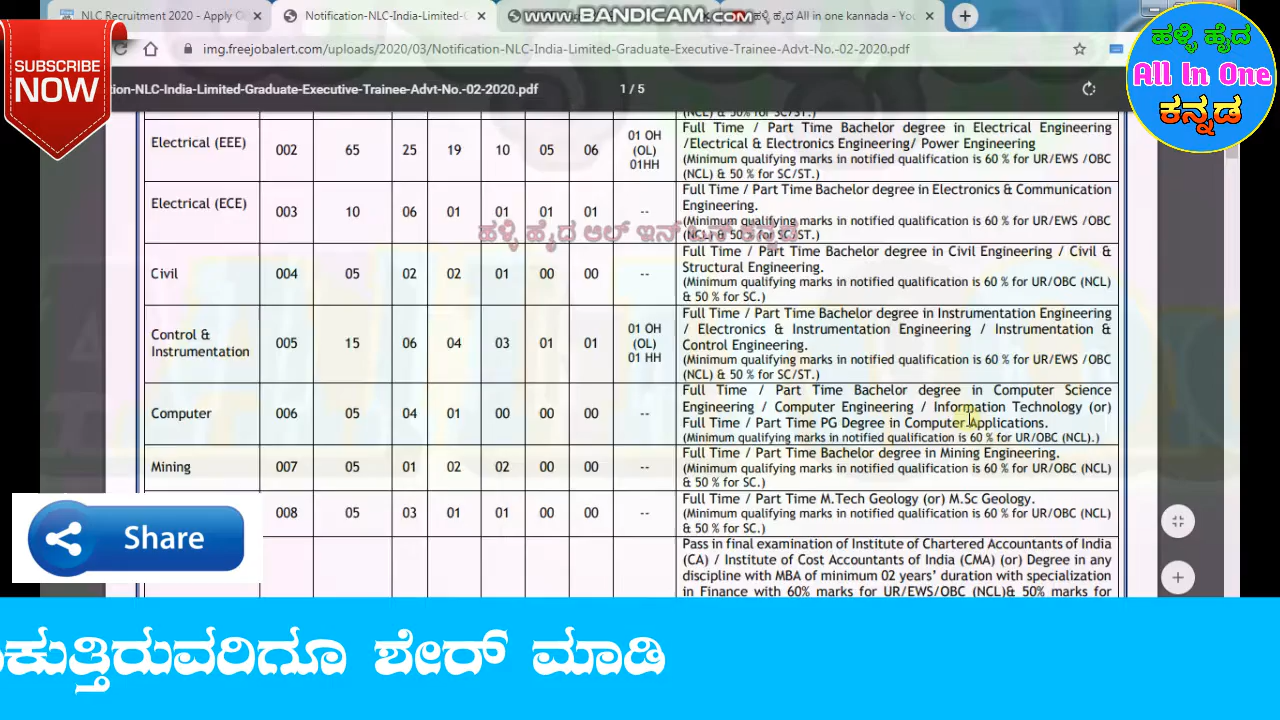 NLC Recruitment 2020 - Apply O
Notification-NLC-India-Limited-G
www.BANDICAM.com
ಹಳ್ಳಿ ಹೈದ All in one kannada - You
img.freejobalert.com/uploads/2020/03/Notification-NLC-India-Limited-Graduate-Executive-Trainee-Advt-No.-02-2020.pdf
ion-NLC-India-Limited-Graduate-Executive-Trainee-Advt-No.-02-2020.pdf
1 / 5
SUBSCRIBE
NOW
ಹಳ್ಳಿ ಹೈದ
All In One
ಕನ್ನಡ
(NCL) & 50% for SC/ST.)
Electrical (EEE) 002 65 25 19 10 05 06
01 OH
(OL)
01HH
Full Time / Part Time Bachelor degree in Electrical Engineering
/Electrical & Electronics Engineering/ Power Engineering
(Minimum qualifying marks in notified qualification is 60 % for UR/EWS /OBC
(NCL) & 50 % for SC/ST.)
Electrical (ECE) 003 10 06 01 01 01 01 --
Full Time / Part Time Bachelor degree in Electronics & Communication
Engineering.
(Minimum qualifying marks in notified qualification is 60 % for UR/EWS /OBC
(NCL) & 50 % for SC/ST.)
ಹಳ್ಳಿ ಹೈದ ಆಲ್ ಇನ್ ಒನ್ ಕನ್ನಡ
Civil 004 05 02 02 01 00 00 --
Full Time / Part Time Bachelor degree in Civil Engineering / Civil &
Structural Engineering.
(Minimum qualifying marks in notified qualification is 60 % for UR/OBC (NCL)
& 50 % for SC.)
Control &
Instrumentation
005 15 06 04 03 01 01
01 OH
(OL)
01 HH
Full Time / Part Time Bachelor degree in Instrumentation Engineering
/ Electronics & Instrumentation Engineering / Instrumentation &
Control Engineering.
(Minimum qualifying marks in notified qualification is 60 % for UR/EWS /OBC
(NCL) & 50 % for SC/ST.)
Computer 006 05 04 01 00 00 00 --
Full Time / Part Time Bachelor degree in Computer Science
Engineering / Computer Engineering / Information Technology (or)
Full Time / Part Time PG Degree in Computer Applications.
(Minimum qualifying marks in notified qualification is 60 % for UR/OBC (NCL).)
Mining 007 05 01 02 02 00 00 --
Full Time / Part Time Bachelor degree in Mining Engineering.
(Minimum qualifying marks in notified qualification is 60 % for UR/OBC (NCL)
& 50 % for SC.)
008 05 03 01 01 00 00 --
Full Time / Part Time M.Tech Geology (or) M.Sc Geology.
(Minimum qualifying marks in notified qualification is 60 % for UR/OBC (NCL)
& 50 % for SC.)
Pass in final examination of Institute of Chartered Accountants of India
(CA) / Institute of Cost Accountants of India (CMA) (or) Degree in any
discipline with MBA of minimum 02 years' duration with specialization
in Finance with 60% marks for UR/EWS/OBC (NCL)& 50% marks for
Share
ಕುತ್ತಿರುವರಿಗೂ ಶೇರ್ ಮಾಡಿ